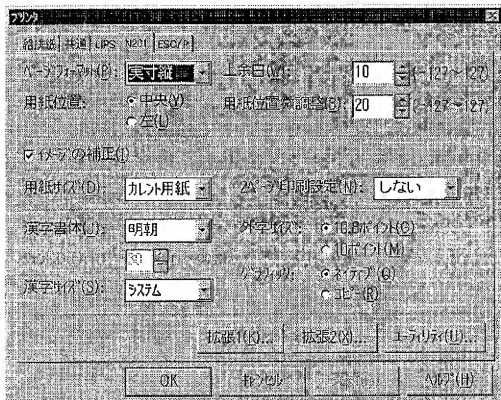 プリンタ
給排紙 共通 LIPS N201 ESC/P
ページフォーマット(P): 実寸縦 上余白(W): 10 (-127～127)
用紙位置: 中央(Y) 用紙位置微調整(B): 20 (-127～127)
左(L)
イメージの補正(I)
用紙サイズ(D): カレント用紙 2ページ印刷設定(N): しない
漢字書体(J): 明朝 外字サイズ: 10.8ポイント(C)
10ポイント(M)
30
グラフィック: ネイティブ(Q)
漢字サイズ(S): システム コピー(R)
拡張1(K)... 拡張2(X)... ユーティリティ(U)...
OK キャンセル ヘルプ(H)